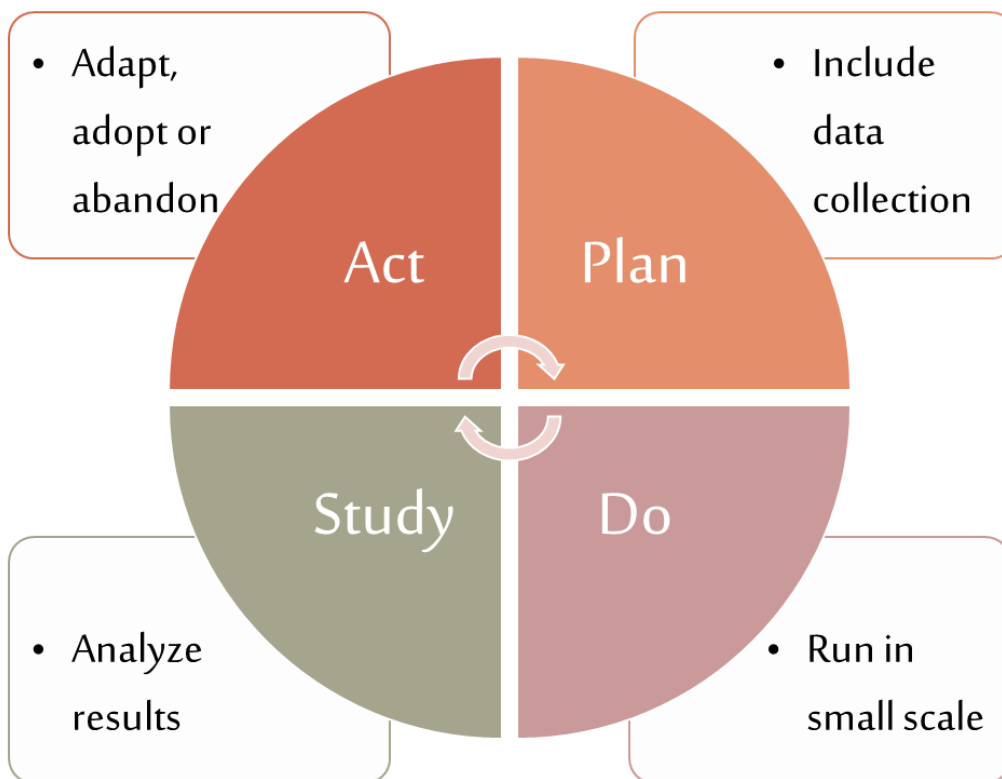 • Adapt,
adopt or
abandon
• Include
data
collection
Act
Plan
Study
Do
• Analyze
results
• Run in
small scale